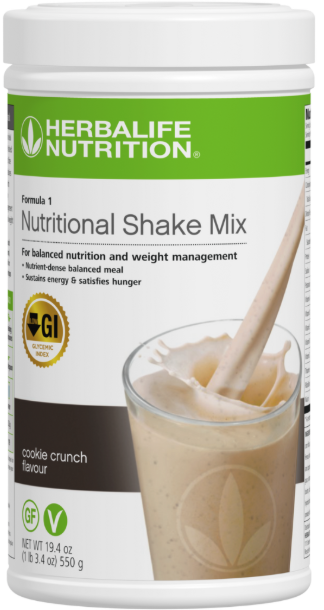 HERBALIFE
NUTRITION®
Formula 1
Nutritional Shake Mix
For balanced nutrition and weight management
• Nutrient-dense balanced meal
• Sustains energy & satisfies hunger
GI
GLYCEMIC
INDEX
cookie crunch
flavour
GF V
NET WT 19.4 oz
(1 lb 3.4 oz) 550 g